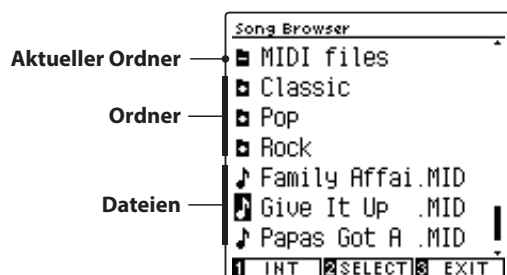 Song Browser
Aktueller Ordner
MIDI files
Classic
Ordner
Pop
Rock
Family Affai.MID
Dateien
Give It Up .MID
Papas Got A .MID
1 INT 2 SELECT 3 EXIT